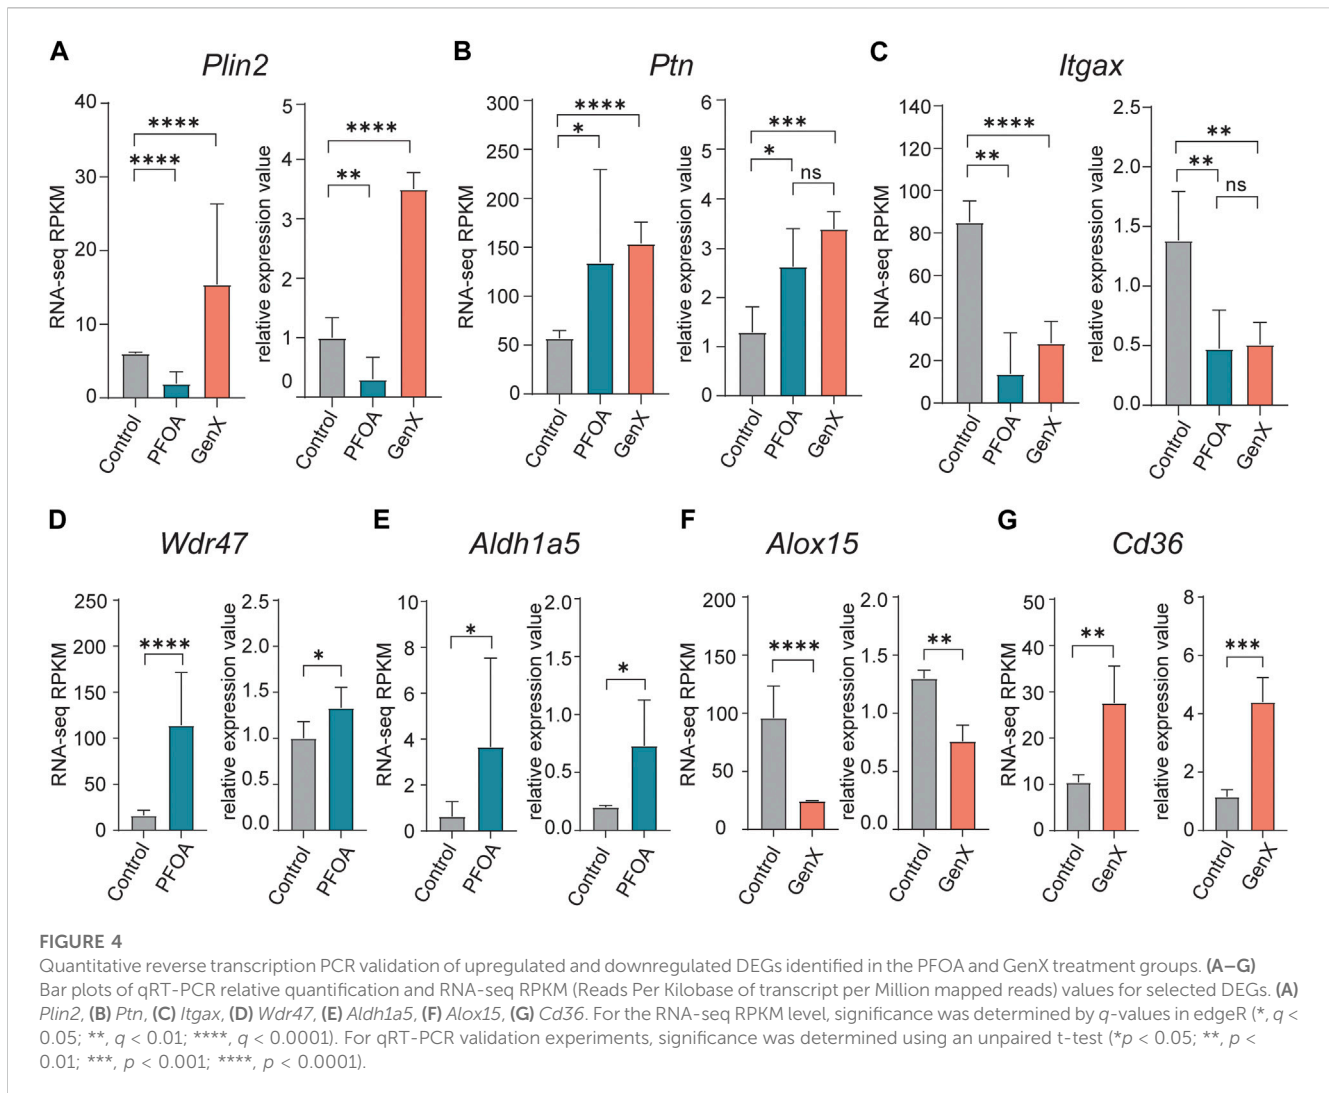 A
Plin2
RNA-seq RPKM
40
30
20
10
0
****
****
Control
PFOA
GenX
relative expression value
5
4
3
2
1
0
****
**
Control
PFOA
GenX
B
Ptn
RNA-seq RPKM
300
250
200
150
100
50
0
****
*
Control
PFOA
GenX
relative expression value
6
5
4
3
2
1
0
***
*
ns
Control
PFOA
GenX
C
Itgax
RNA-seq RPKM
140
120
100
80
60
40
20
0
****
**
Control
PFOA
GenX
relative expression value
2.5
2.0
1.5
1.0
0.5
0.0
**
**
ns
Control
PFOA
GenX
D
Wdr47
RNA-seq RPKM
250
200
150
100
50
0
****
Control
PFOA
relative expression value
2.5
2.0
1.5
1.0
0.5
0.0
*
Control
PFOA
E
Aldh1a5
RNA-seq RPKM
10
8
6
4
2
0
*
Control
PFOA
relative expression value
2.0
1.5
1.0
0.5
0.0
*
Control
PFOA
F
Alox15
RNA-seq RPKM
200
150
100
50
0
****
Control
GenX
relative expression value
2.0
1.5
1.0
0.5
0.0
**
Control
GenX
G
Cd36
RNA-seq RPKM
50
40
30
20
10
0
**
Control
GenX
relative expression value
8
6
4
2
0
***
Control
GenX
FIGURE 4
Quantitative reverse transcription PCR validation of upregulated and downregulated DEGs identified in the PFOA and GenX treatment groups. (A–G)
Bar plots of qRT-PCR relative quantification and RNA-seq RPKM (Reads Per Kilobase of transcript per Million mapped reads) values for selected DEGs. (A)
Plin2, (B) Ptn, (C) Itgax, (D) Wdr47, (E) Aldh1a5, (F) Alox15, (G) Cd36. For the RNA-seq RPKM level, significance was determined by q-values in edgeR (*, q <
0.05; **, q < 0.01; ****, q < 0.0001). For qRT-PCR validation experiments, significance was determined using an unpaired t-test (*p < 0.05; **, p <
0.01; ***, p < 0.001; ****, p < 0.0001).